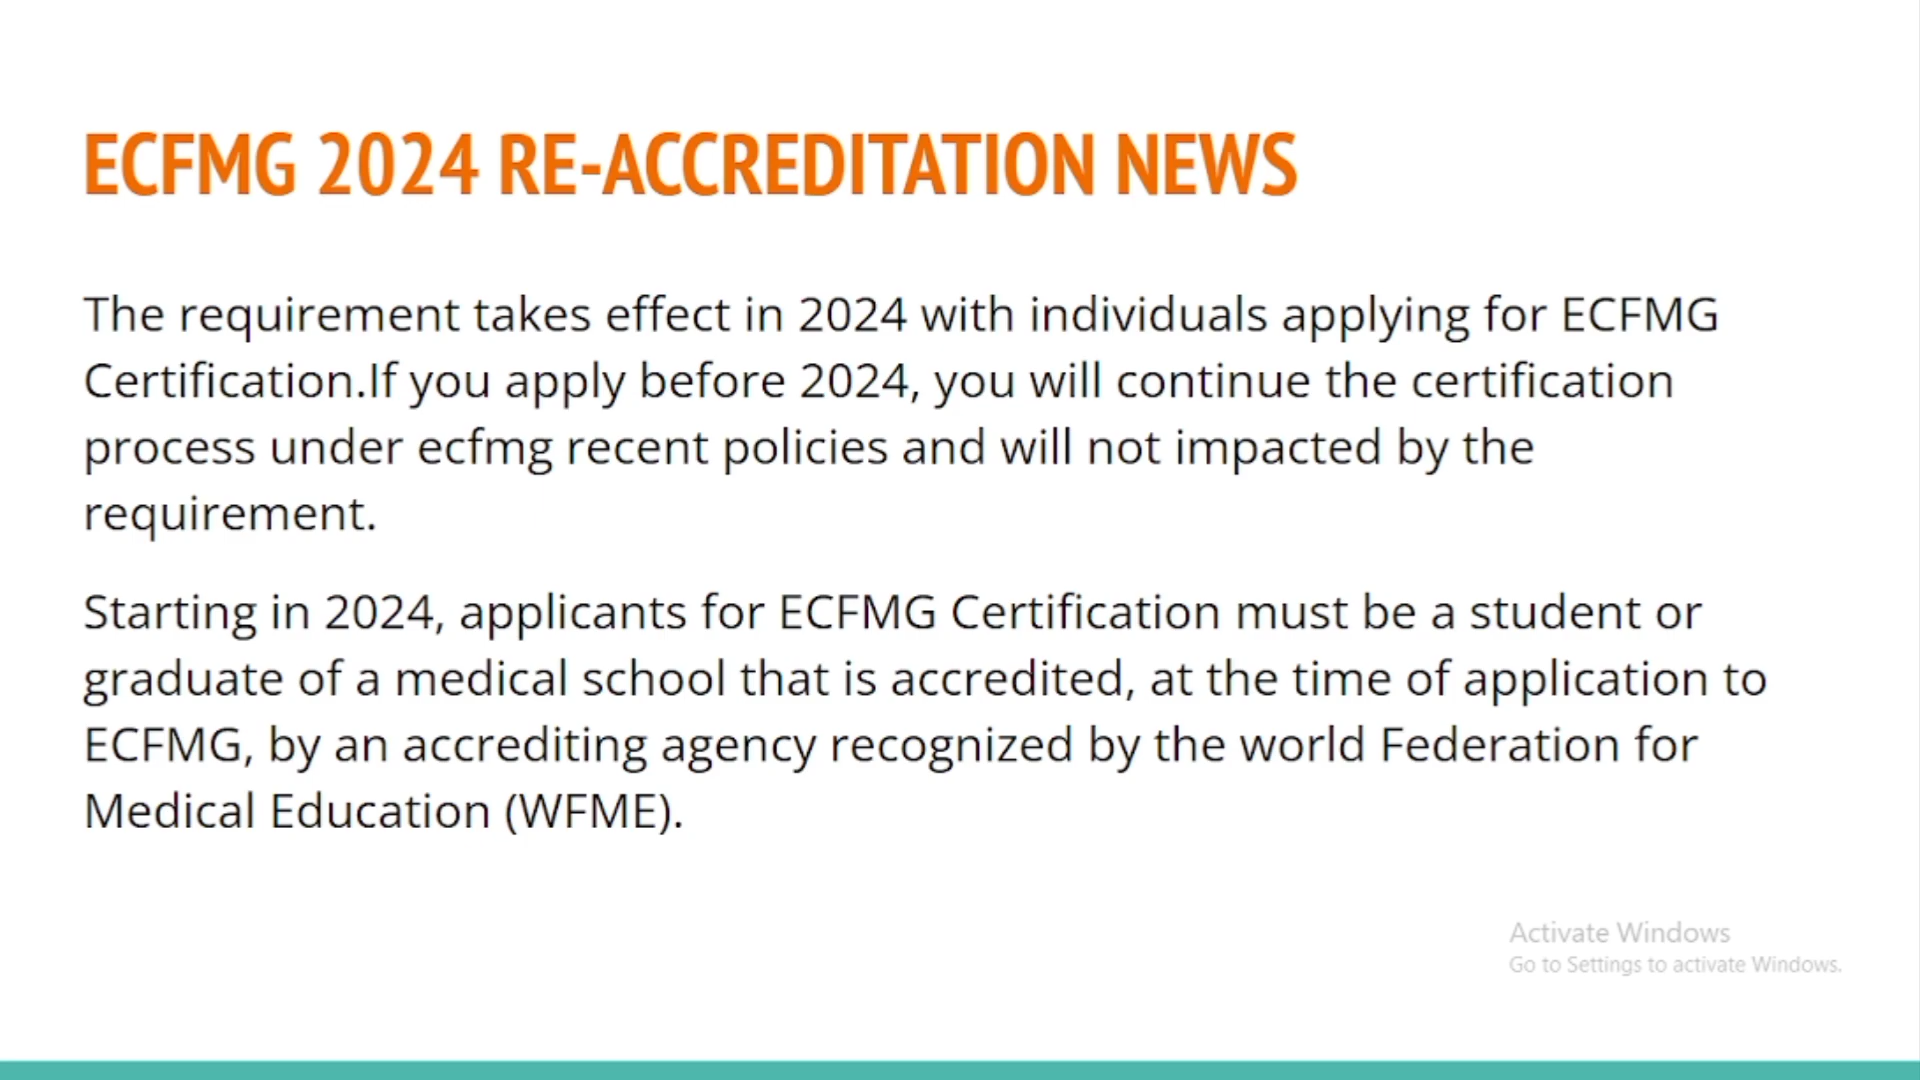 ECFMG 2024 RE-ACCREDITATION NEWS
The requirement takes effect in 2024 with individuals applying for ECFMG
Certification.If you apply before 2024, you will continue the certification
process under ecfmg recent policies and will not impacted by the
requirement.
Starting in 2024, applicants for ECFMG Certification must be a student or
graduate of a medical school that is accredited, at the time of application to
ECFMG, by an accrediting agency recognized by the world Federation for
Medical Education (WFME).
Activate Windows
Go to Settings to activate Windows.